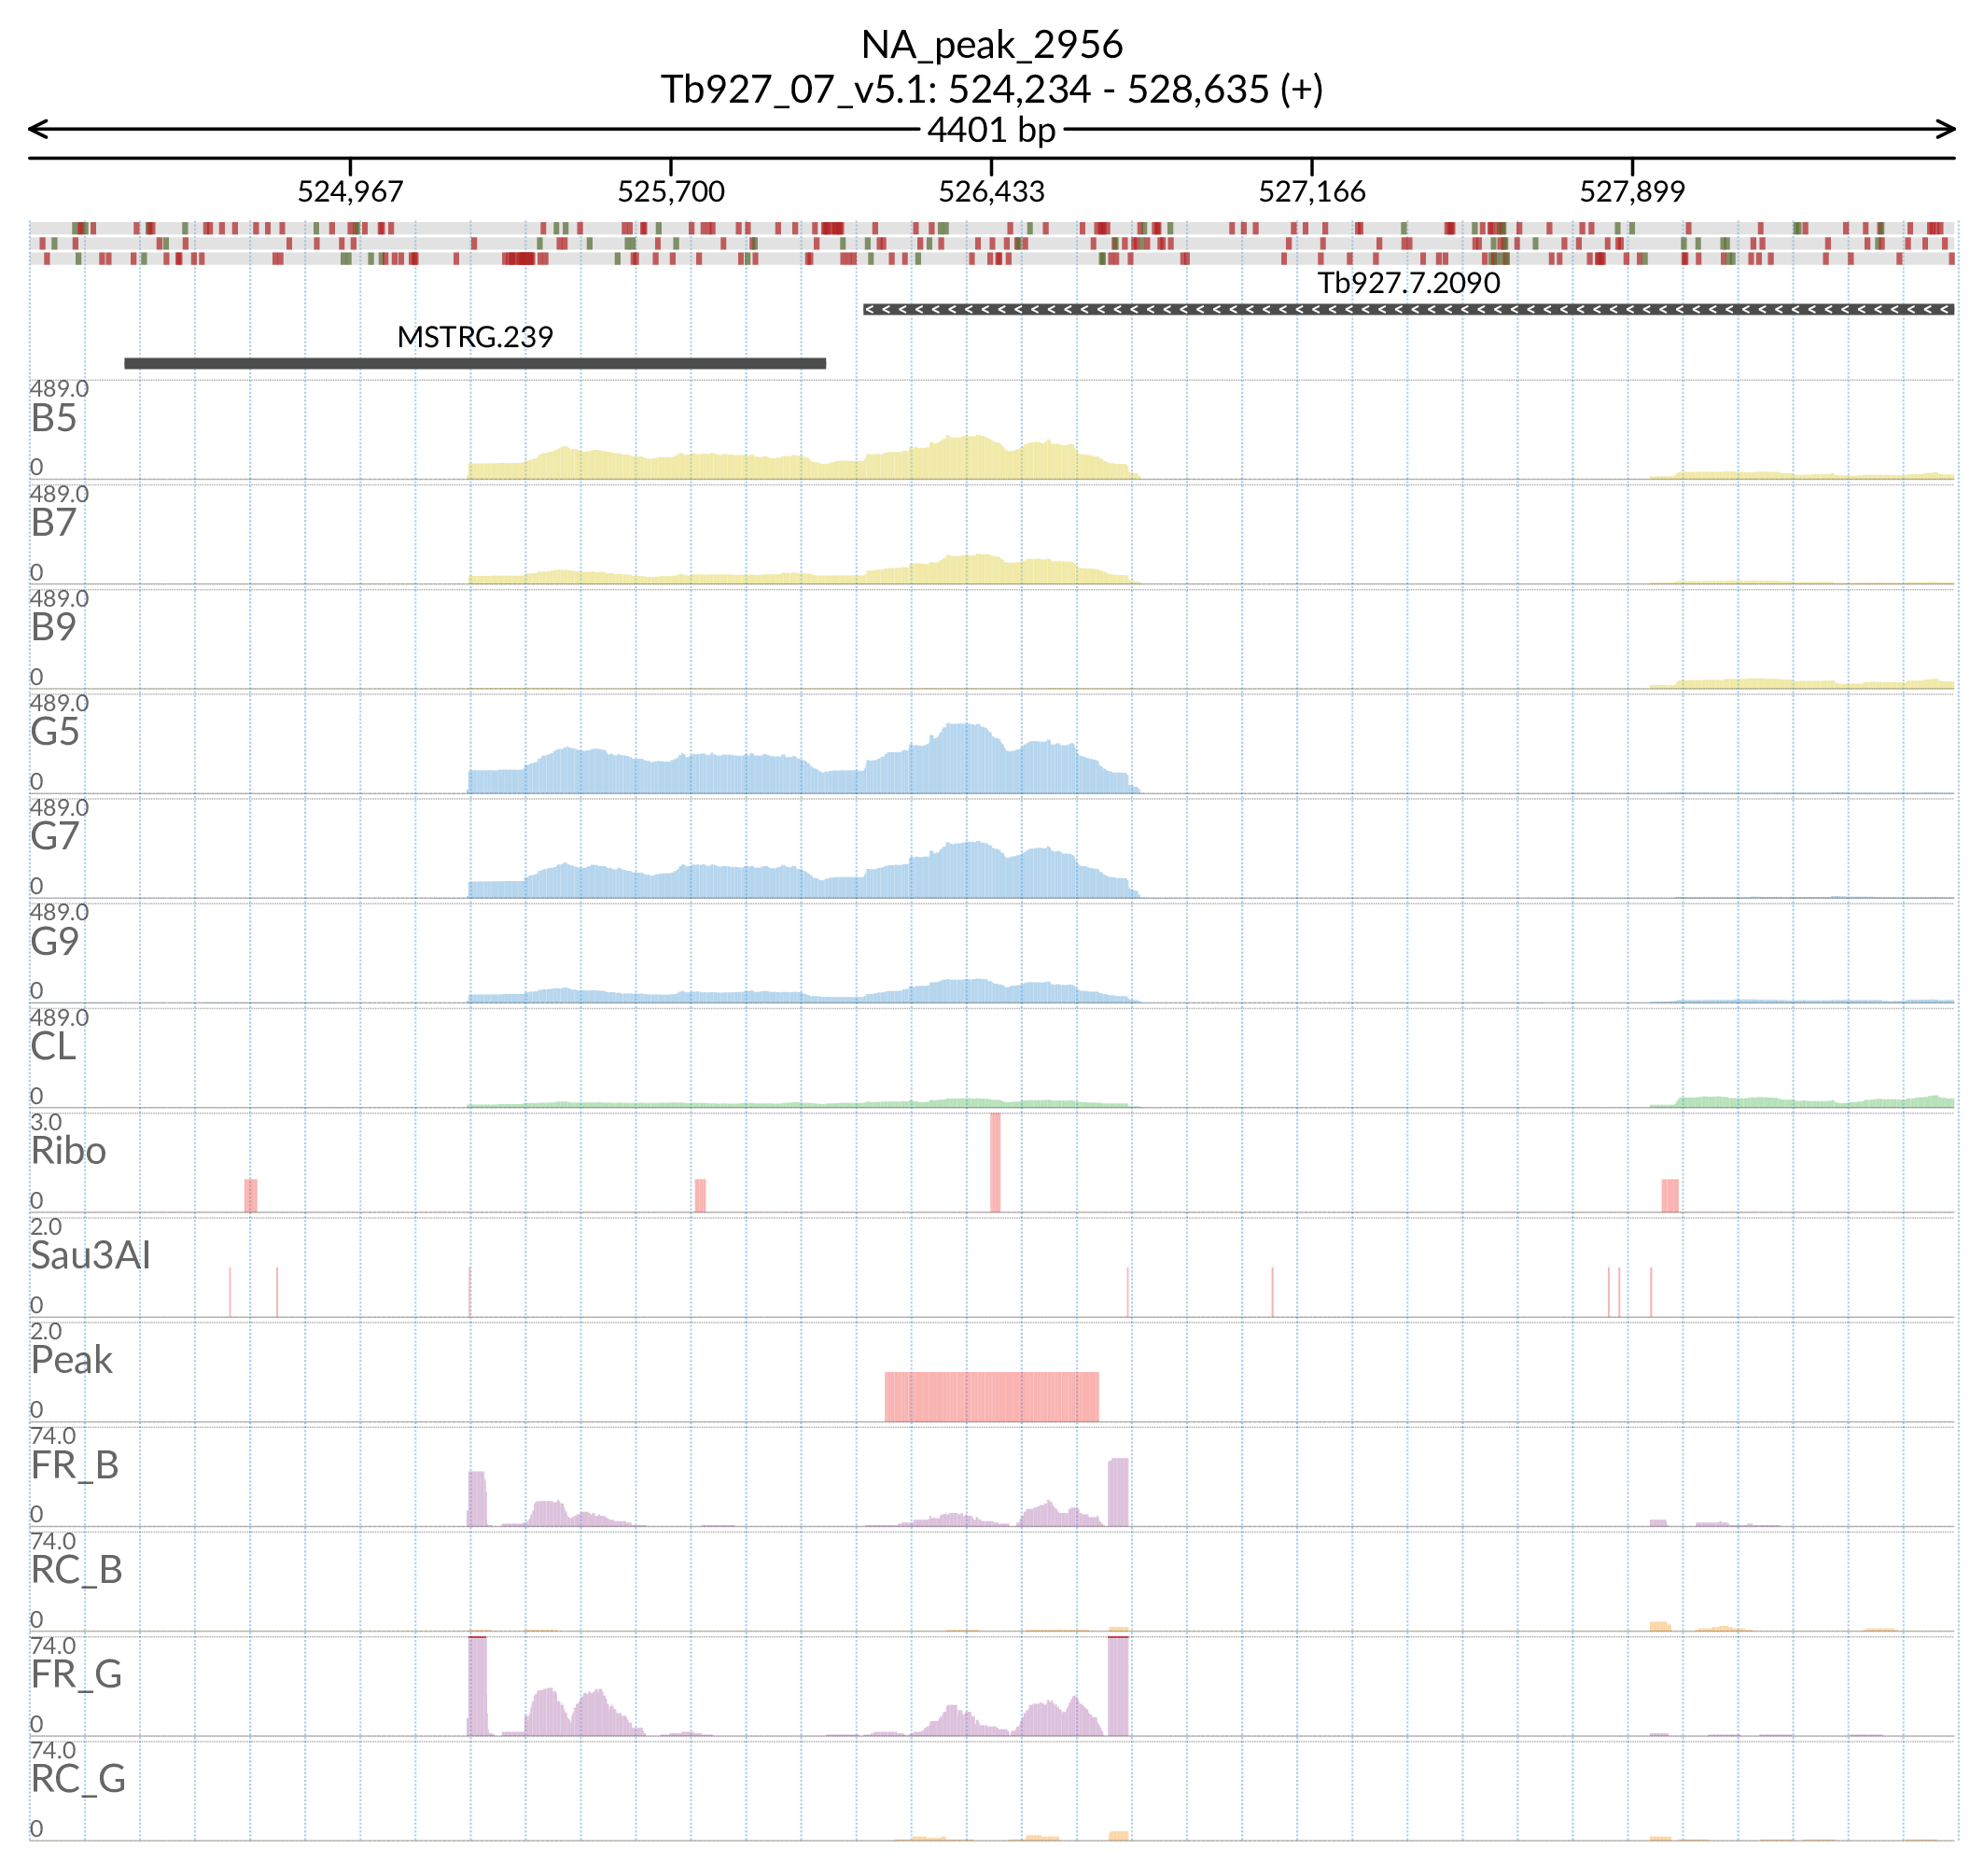 NA_peak_2956
Tb927_07_v5.1: 524,234 - 528,635 (+)
4401 bp
524,967 525,700 526,433 527,166 527,899
Tb927.7.2090
MSTRG.239
489.0
B5
0
489.0
B7
0
489.0
B9
0
489.0
G5
0
489.0
G7
0
489.0
G9
0
489.0
CL
0
3.0
Ribo
0
2.0
Sau3AI
0
2.0
Peak
0
74.0
FR_B
0
74.0
RC_B
0
74.0
FR_G
0
74.0
RC_G
0